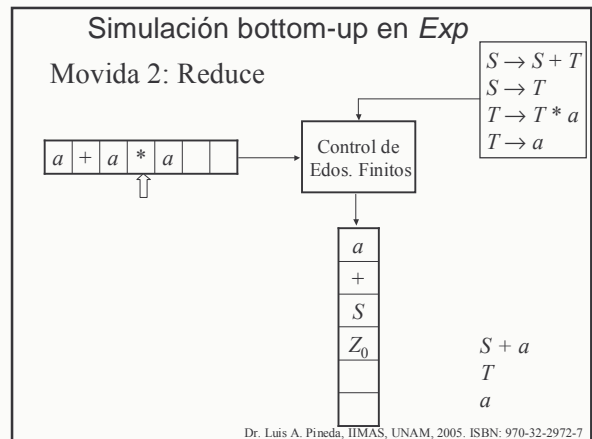 Simulación bottom-up en Exp
Movida 2: Reduce
S → S + T
S → T
T → T * a
T → a
a + a * a
Control de
Edos. Finitos
a
+
S
Z₀
S + a
T
a
Dr. Luis A. Pineda, IIMAS, UNAM, 2005. ISBN: 970-32-2972-7